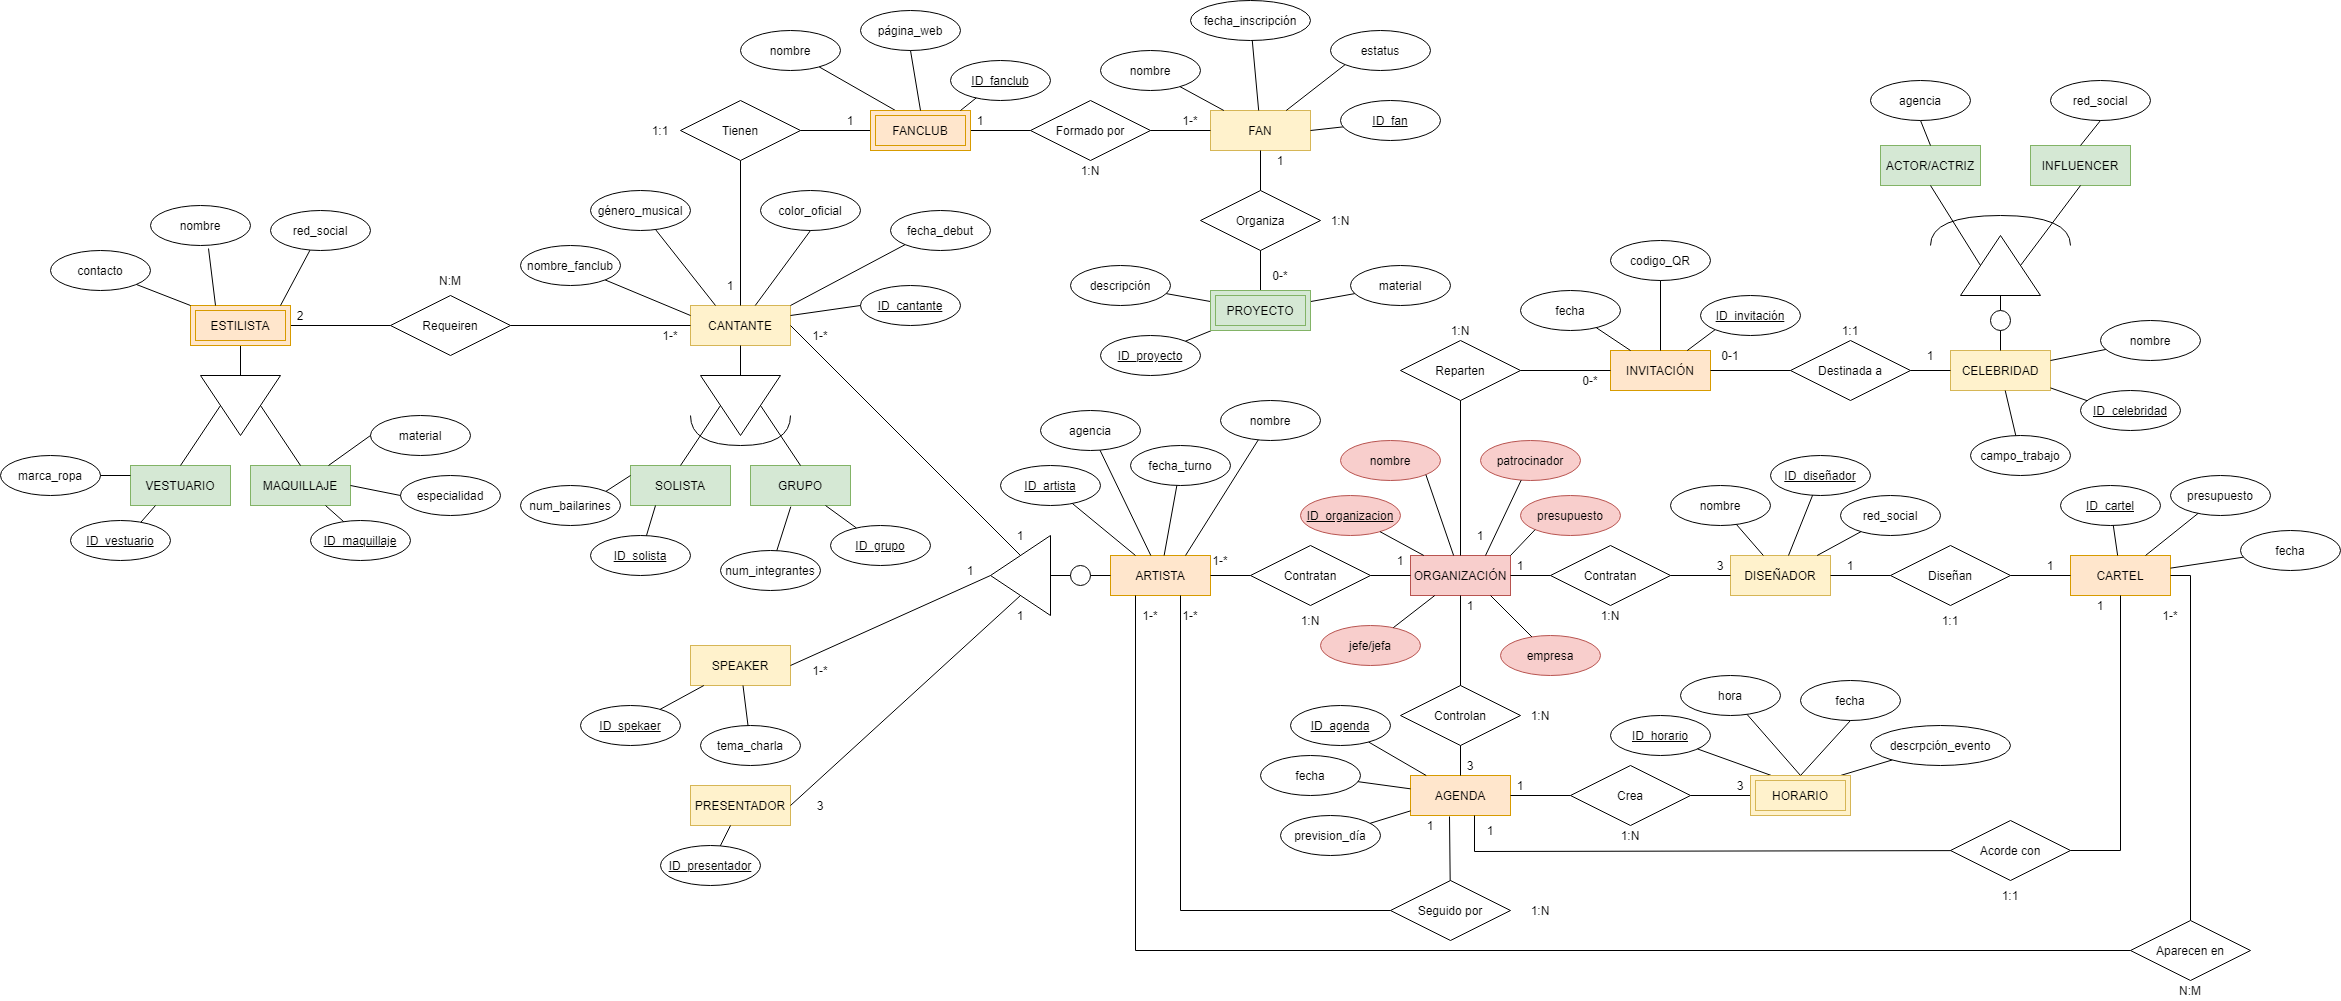 fecha_inscripción
página_web
nombre
estatus
nombre
ID_fanclub
agencia
red_social
1:1
Tienen
1
FANCLUB
1
Formado por
1-*
FAN
ID_fan
1:N
1
ACTOR/ACTRIZ
INFLUENCER
género_musical
color_oficial
Organiza
1:N
nombre
red_social
fecha_debut
contacto
nombre_fanclub
codigo_QR
N:M
1
0-*
descripción
material
ID_cantante
fecha
ID_invitación
ESTILISTA
2
Requeiren
1-*
CANTANTE
1-*
PROYECTO
ID_proyecto
1:N
1:1
nombre
Reparten
0-*
INVITACIÓN
0-1
Destinada a
1
CELEBRIDAD
ID_celebridad
campo_trabajo
nombre
agencia
material
nombre
patrocinador
marca_ropa
VESTUARIO
MAQUILLAJE
especialidad
SOLISTA
GRUPO
fecha_turno
ID_artista
ID_diseñador
num_bailarines
ID_organizacion
presupuesto
nombre
red_social
ID_cartel
presupuesto
ID_vestuario
ID_maquillaje
ID_solista
ID_grupo
num_integrantes
1
1
1
fecha
1
ARTISTA
1-*
Contratan
1
ORGANIZACIÓN
1
Contratan
3
DISEÑADOR
1
Diseñan
1
CARTEL
1
1-*
1-*
1:N
1
1:N
1:1
1
1-*
SPEAKER
1-*
jefe/jefa
empresa
ID_spekaer
tema_charla
Controlan
1:N
hora
fecha
ID_agenda
ID_horario
descrpción_evento
3
fecha
PRESENTADOR
3
AGENDA
1
Crea
3
HORARIO
prevision_día
1
1
1:N
ID_presentador
Acorde con
1:1
Seguido por
1:N
Aparecen en
N:M